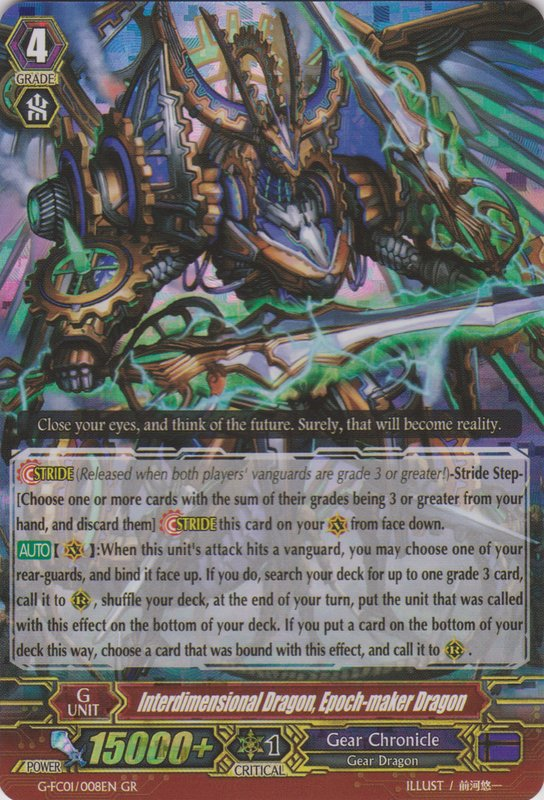 4
GRADE
Close your eyes, and think of the future. Surely, that will become reality.
STRIDE (Released when both players' vanguards are grade 3 or greater!)-Stride Step-
[Choose one or more cards with the sum of their grades being 3 or greater from your
hand, and discard them] STRIDE this card on your V from face down.
AUTO【 V 】:When this unit's attack hits a vanguard, you may choose one of your
rear-guards, and bind it face up. If you do, search your deck for up to one grade 3 card,
call it to R , shuffle your deck, at the end of your turn, put the unit that was called
with this effect on the bottom of your deck. If you put a card on the bottom of your
deck this way, choose a card that was bound with this effect, and call it to R .
G
UNIT
Interdimensional Dragon, Epoch-maker Dragon
POWER
15000+
1
CRITICAL
Gear Chronicle
Gear Dragon
G-FC01/008EN GR
ILLUST / 前河悠一